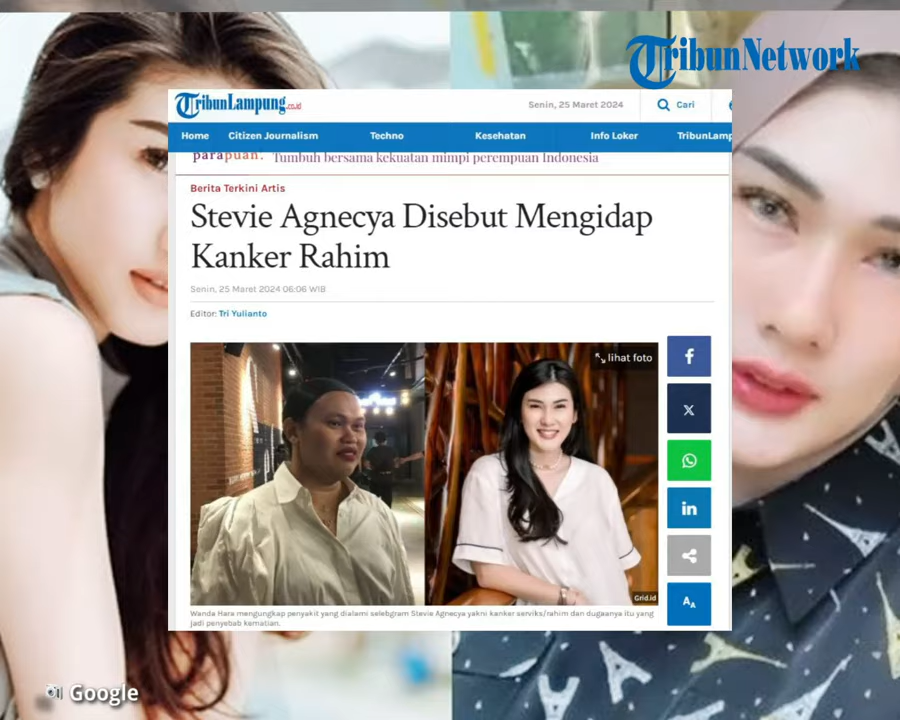 TribunNetwork
TribunLampung.co.id
Senin, 25 Maret 2024
Cari
Home Citizen Journalism Techno Kesehatan Info Loker TribunLamp
parapuan. Tumbuh bersama kekuatan mimpi perempuan Indonesia
Berita Terkini Artis
Stevie Agnecya Disebut Mengidap
Kanker Rahim
Senin, 25 Maret 2024 06:06 WIB
Editor: Tri Yulianto
lihat foto
Grid.id
Wanda Hara mengungkap penyakit yang dialami selebgram Stevie Agnecya yakni kanker serviks/rahim dan dugaanya itu yang
jadi penyebab kematian.
AA
Google